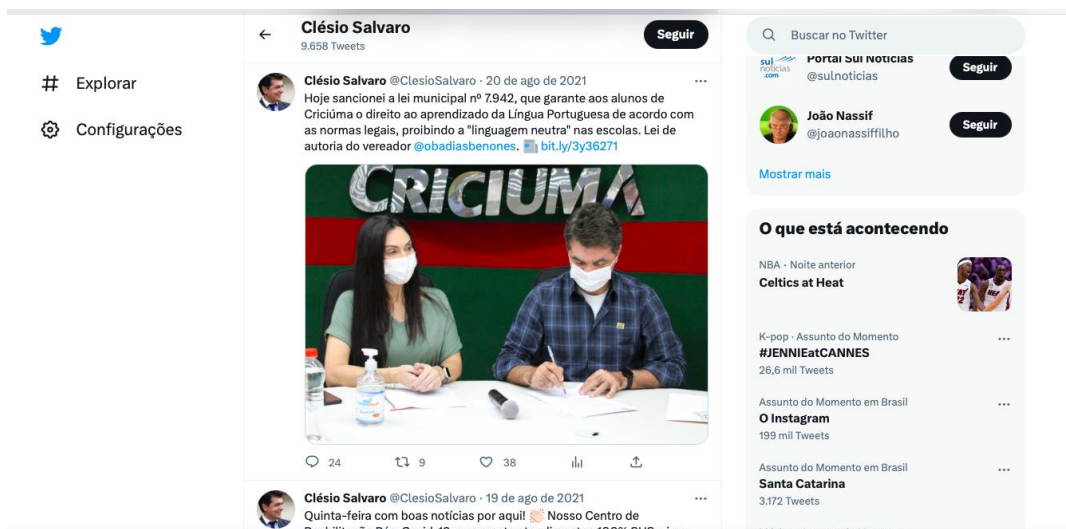 Explorar
Configurações
Clésio Salvaro
9.658 Tweets
Seguir
Clésio Salvaro @ClesioSalvaro · 20 de ago de 2021
Hoje sancionei a lei municipal nº 7.942, que garante aos alunos de
Criciúma o direito ao aprendizado da Língua Portuguesa de acordo com
as normas legais, proibindo a "linguagem neutra" nas escolas. Lei de
autoria do vereador @obadiasbenones. bit.ly/3y36271
CRICIUMA
24 9 38
Clésio Salvaro @ClesioSalvaro · 19 de ago de 2021
Quinta-feira com boas notícias por aqui! Nosso Centro de
Buscar no Twitter
sul
notícias
.com
Portal Sul Notícias
@sulnoticias
Seguir
João Nassif
@joaonassiffilho
Seguir
Mostrar mais
O que está acontecendo
NBA · Noite anterior
Celtics at Heat
K-pop · Assunto do Momento
#JENNIEatCANNES
26,6 mil Tweets
Assunto do Momento em Brasil
O Instagram
199 mil Tweets
Assunto do Momento em Brasil
Santa Catarina
3.172 Tweets